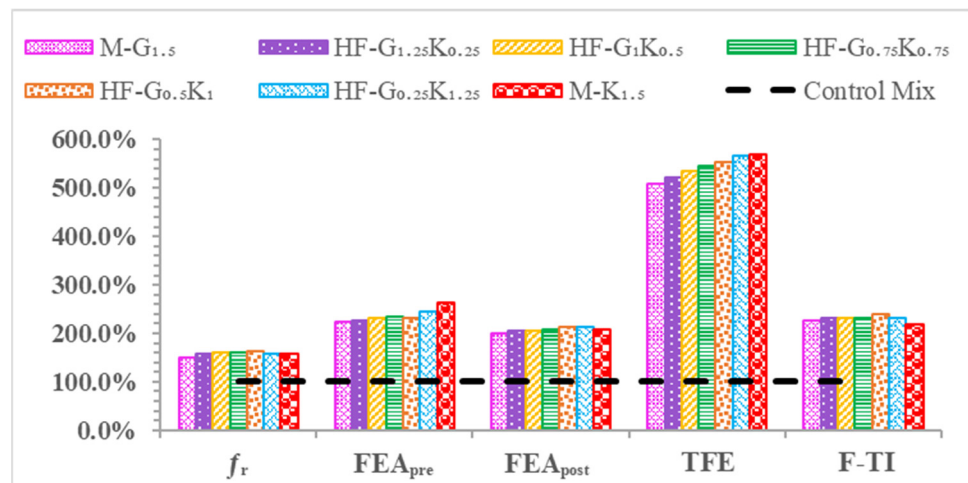 M-G₁.₅ HF-G₁.₂₅K₀.₂₅ HF-G₁K₀.₅ HF-G₀.₇₅K₀.₇₅
HF-G₀.₅K₁ HF-G₀.₂₅K₁.₂₅ M-K₁.₅ Control Mix
600.0%
500.0%
400.0%
300.0%
200.0%
100.0%
0.0%
fr FEApre FEApost TFE F-TI